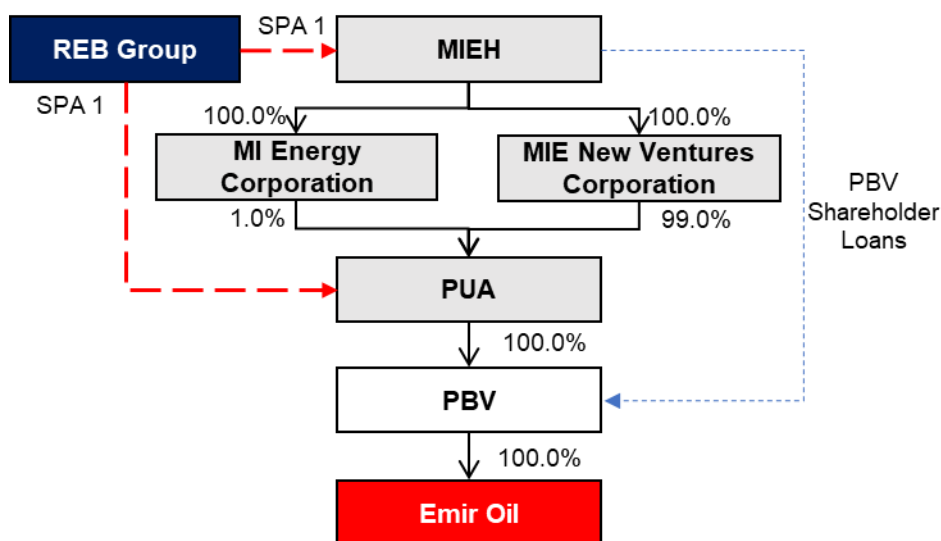 SPA 1
REB Group
MIEH
SPA 1
100.0%
100.0%
MI Energy
Corporation
MIE New Ventures
Corporation
PBV
Shareholder
Loans
1.0%
99.0%
PUA
100.0%
PBV
100.0%
Emir Oil